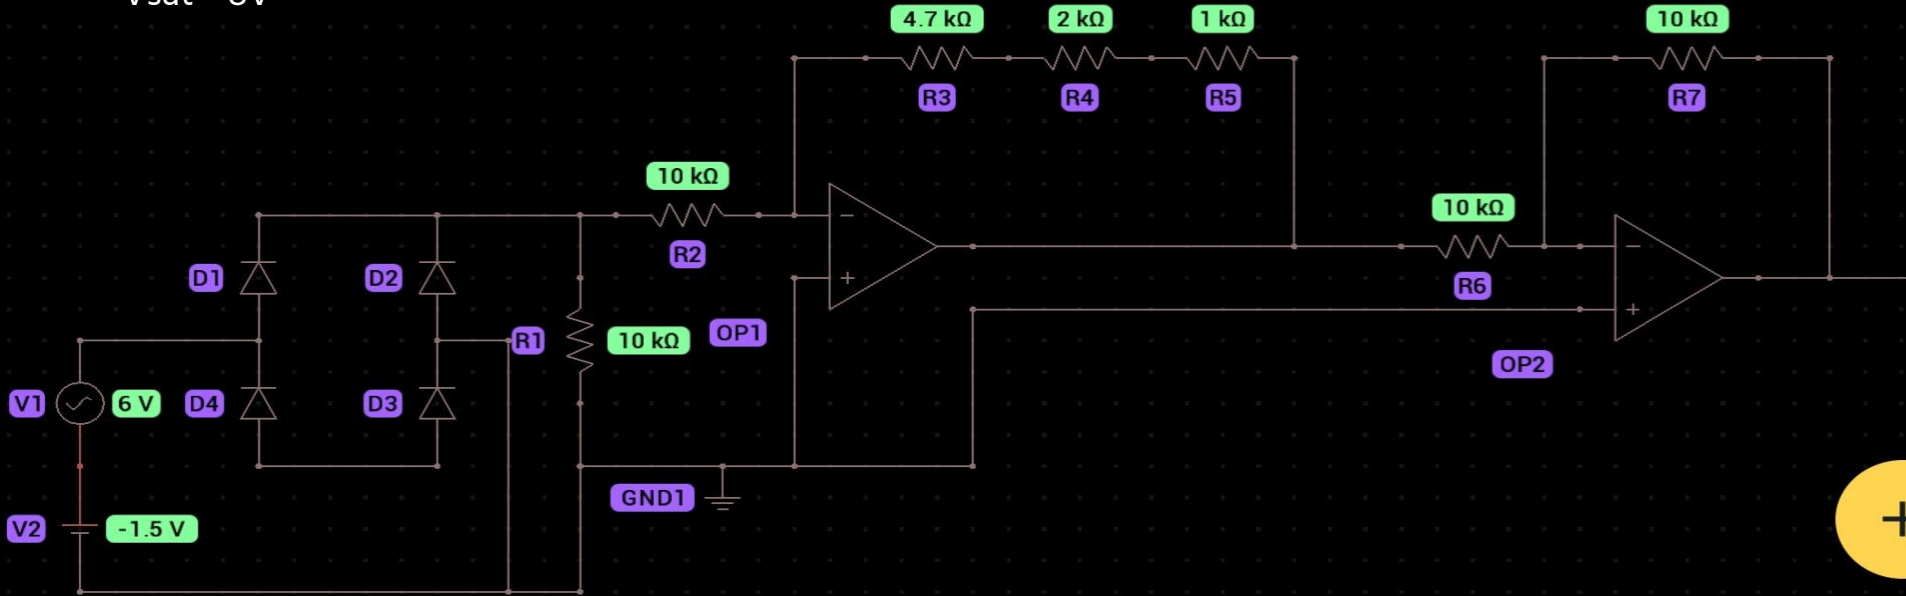 4.7 kΩ
2 kΩ
1 kΩ
10 kΩ
R3
R4
R5
R7
10 kΩ
10 kΩ
R2
R6
D1
D2
R1
10 kΩ
OP1
OP2
V1
6 V
D4
D3
GND1
V2
-1.5 V